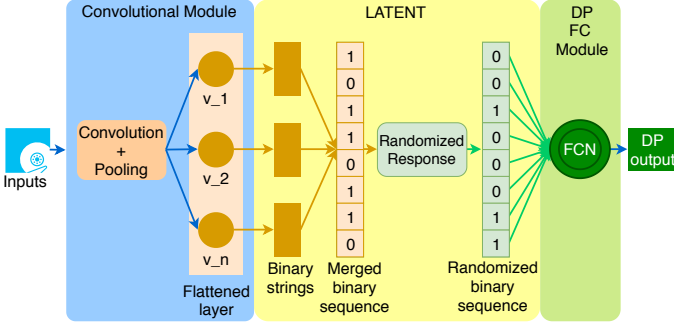 Convolutional Module
LATENT
DP
FC
Module
Inputs
Convolution
+
Pooling
v_1
v_2
v_n
Flattened
layer
Binary
strings
1
0
1
1
0
1
1
0
Merged
binary
sequence
Randomized
Response
0
0
1
0
0
0
1
1
Randomized
binary
sequence
FCN
DP
output